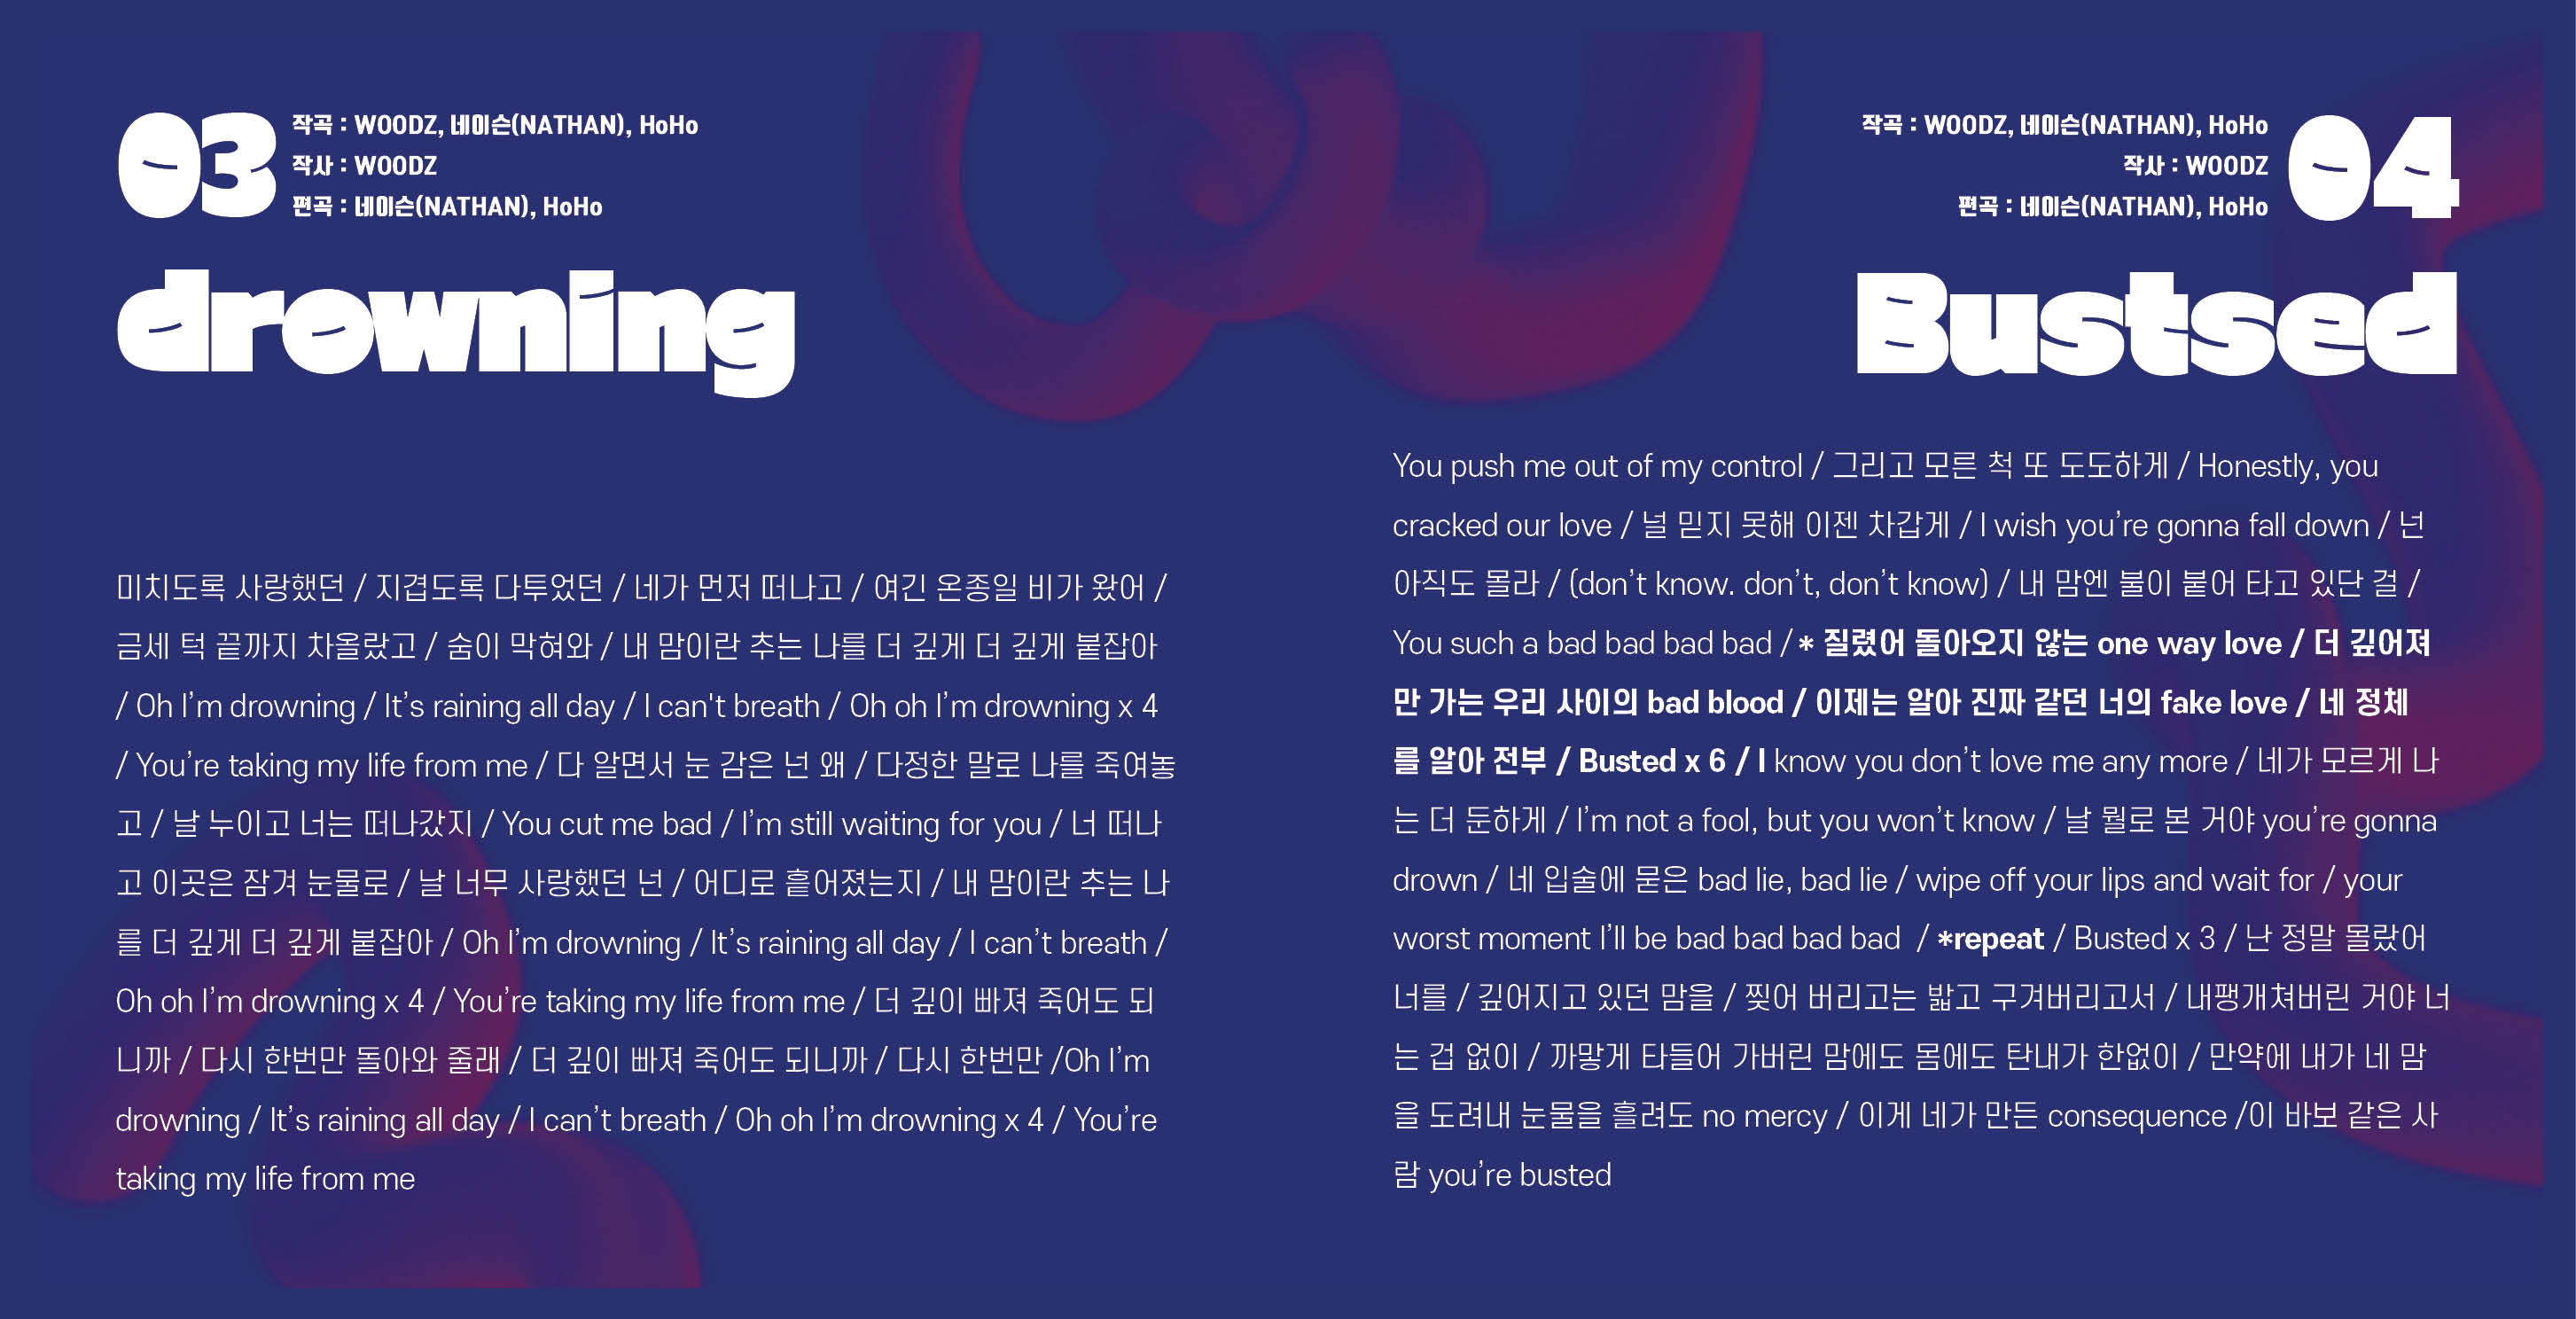 03
작곡 : WOODZ, 네이슨(NATHAN), HoHo
작사 : WOODZ
편곡 : 네이슨(NATHAN), HoHo
drowning
미치도록 사랑했던 / 지겹도록 다투었던 / 네가 먼저 떠나고 / 여긴 온종일 비가 왔어 /
금세 턱 끝까지 차올랐고 / 숨이 막혀와 / 내 맘이란 추는 나를 더 깊게 더 깊게 붙잡아
/ Oh I’m drowning / It’s raining all day / I can't breath / Oh oh I’m drowning x 4
/ You’re taking my life from me / 다 알면서 눈 감은 넌 왜 / 다정한 말로 나를 죽여놓
고 / 날 누이고 너는 떠나갔지 / You cut me bad / I’m still waiting for you / 너 떠나
고 이곳은 잠겨 눈물로 / 날 너무 사랑했던 넌 / 어디로 흩어졌는지 / 내 맘이란 추는 나
를 더 깊게 더 깊게 붙잡아 / Oh I’m drowning / It’s raining all day / I can’t breath /
Oh oh I’m drowning x 4 / You’re taking my life from me / 더 깊이 빠져 죽어도 되
니까 / 다시 한번만 돌아와 줄래 / 더 깊이 빠져 죽어도 되니까 / 다시 한번만 /Oh I’m
drowning / It’s raining all day / I can’t breath / Oh oh I’m drowning x 4 / You’re
taking my life from me
작곡 : WOODZ, 네이슨(NATHAN), HoHo
작사 : WOODZ
편곡 : 네이슨(NATHAN), HoHo
04
Bustsed
You push me out of my control / 그리고 모른 척 또 도도하게 / Honestly, you
cracked our love / 널 믿지 못해 이젠 차갑게 / I wish you’re gonna fall down / 넌
아직도 몰라 / (don’t know. don’t, don’t know) / 내 맘엔 불이 붙어 타고 있단 걸 /
You such a bad bad bad bad /* 질렸어 돌아오지 않는 one way love / 더 깊어져
만 가는 우리 사이의 bad blood / 이제는 알아 진짜 같던 너의 fake love / 네 정체
를 알아 전부 / Busted x 6 / I know you don’t love me any more / 네가 모르게 나
는 더 둔하게 / I’m not a fool, but you won’t know / 날 뭘로 본 거야 you’re gonna
drown / 네 입술에 묻은 bad lie, bad lie / wipe off your lips and wait for / your
worst moment I’ll be bad bad bad bad / *repeat / Busted x 3 / 난 정말 몰랐어
너를 / 깊어지고 있던 맘을 / 찢어 버리고는 밟고 구겨버리고서 / 내팽개쳐버린 거야 너
는 겁 없이 / 까맣게 타들어 가버린 맘에도 몸에도 탄내가 한없이 / 만약에 내가 네 맘
을 도려내 눈물을 흘려도 no mercy / 이게 네가 만든 consequence /이 바보 같은 사
람 you’re busted